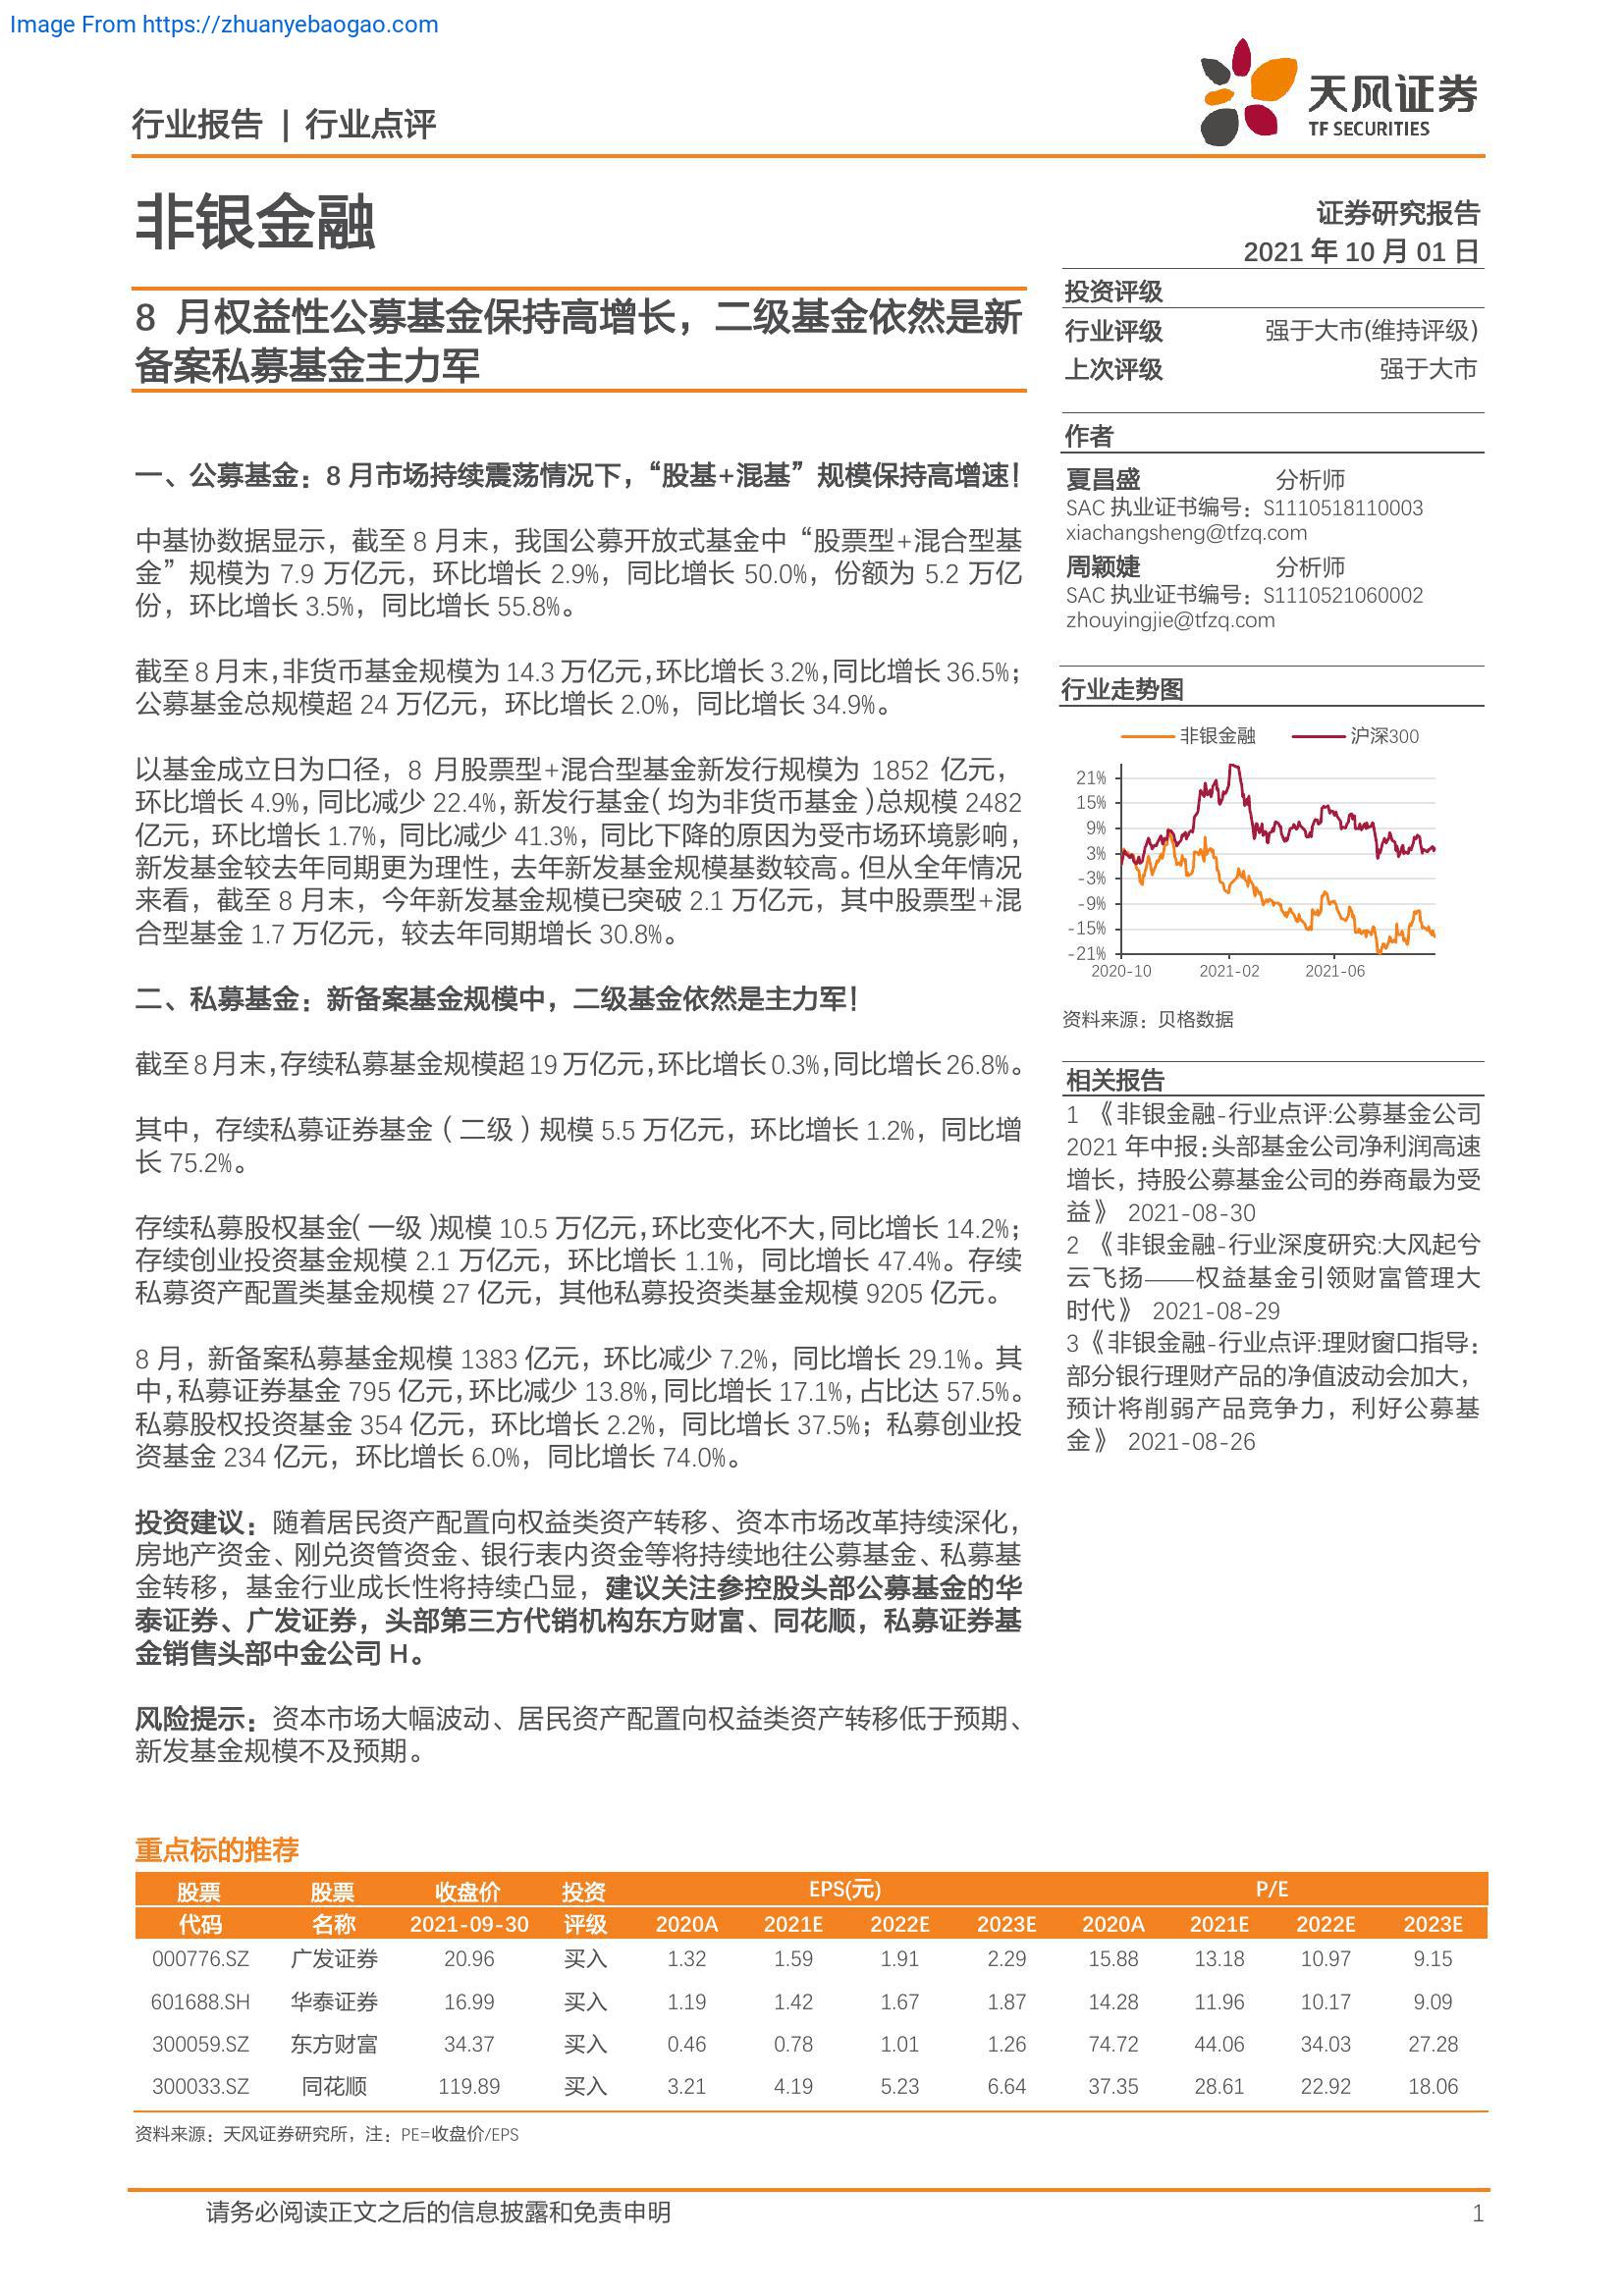 Image From https://zhuanyebaogao.com
行业报告 | 行业点评
天风证券
TF SECURITIES
非银金融
证券研究报告
2021 年 10 月 01 日
8 月权益性公募基金保持高增长，二级基金依然是新
备案私募基金主力军
一、公募基金：8 月市场持续震荡情况下，“股基+混基”规模保持高增速！
中基协数据显示，截至 8 月末，我国公募开放式基金中“股票型+混合型基
金”规模为 7.9 万亿元，环比增长 2.9%，同比增长 50.0%，份额为 5.2 万亿
份，环比增长 3.5%，同比增长 55.8%。
截至 8 月末，非货币基金规模为 14.3 万亿元，环比增长 3.2%，同比增长 36.5%；
公募基金总规模超 24 万亿元，环比增长 2.0%，同比增长 34.9%。
以基金成立日为口径，8 月股票型+混合型基金新发行规模为 1852 亿元，
环比增长 4.9%，同比减少 22.4%，新发行基金（均为非货币基金）总规模 2482
亿元，环比增长 1.7%，同比减少 41.3%，同比下降的原因为受市场环境影响，
新发基金较去年同期更为理性，去年新发基金规模基数较高。但从全年情况
来看，截至 8 月末，今年新发基金规模已突破 2.1 万亿元，其中股票型+混
合型基金 1.7 万亿元，较去年同期增长 30.8%。
二、私募基金：新备案基金规模中，二级基金依然是主力军！
截至 8 月末，存续私募基金规模超 19 万亿元，环比增长 0.3%，同比增长 26.8%。
其中，存续私募证券基金（二级）规模 5.5 万亿元，环比增长 1.2%，同比增
长 75.2%。
存续私募股权基金（一级）规模 10.5 万亿元，环比变化不大，同比增长 14.2%；
存续创业投资基金规模 2.1 万亿元，环比增长 1.1%，同比增长 47.4%。存续
私募资产配置类基金规模 27 亿元，其他私募投资类基金规模 9205 亿元。
8 月，新备案私募基金规模 1383 亿元，环比减少 7.2%，同比增长 29.1%。其
中，私募证券基金 795 亿元，环比减少 13.8%，同比增长 17.1%，占比达 57.5%。
私募股权投资基金 354 亿元，环比增长 2.2%，同比增长 37.5%；私募创业投
资基金 234 亿元，环比增长 6.0%，同比增长 74.0%。
投资建议：随着居民资产配置向权益类资产转移、资本市场改革持续深化，
房地产资金、刚兑资管资金、银行表内资金等将持续地往公募基金、私募基
金转移，基金行业成长性将持续凸显，建议关注参控股头部公募基金的华
泰证券、广发证券，头部第三方代销机构东方财富、同花顺，私募证券基
金销售头部中金公司 H。
风险提示：资本市场大幅波动、居民资产配置向权益类资产转移低于预期、
新发基金规模不及预期。
投资评级
行业评级 强于大市(维持评级)
上次评级 强于大市
作者
夏昌盛 分析师
SAC 执业证书编号：S1110518110003
xiachangsheng@tfzq.com
周颖婕 分析师
SAC 执业证书编号：S1110521060002
zhouyingjie@tfzq.com
行业走势图
非银金融 沪深300
21%
15%
9%
3%
-3%
-9%
-15%
-21%
2020-10 2021-02 2021-06
资料来源：贝格数据
相关报告
1 《非银金融-行业点评:公募基金公司
2021 年中报：头部基金公司净利润高速
增长，持股公募基金公司的券商最为受
益》 2021-08-30
2 《非银金融-行业深度研究:大风起兮
云飞扬——权益基金引领财富管理大
时代》 2021-08-29
3《非银金融-行业点评:理财窗口指导：
部分银行理财产品的净值波动会加大，
预计将削弱产品竞争力，利好公募基
金》 2021-08-26
重点标的推荐
股票 股票 收盘价 投资 EPS(元) P/E
代码 名称 2021-09-30 评级 2020A 2021E 2022E 2023E 2020A 2021E 2022E 2023E
000776.SZ 广发证券 20.96 买入 1.32 1.59 1.91 2.29 15.88 13.18 10.97 9.15
601688.SH 华泰证券 16.99 买入 1.19 1.42 1.67 1.87 14.28 11.96 10.17 9.09
300059.SZ 东方财富 34.37 买入 0.46 0.78 1.01 1.26 74.72 44.06 34.03 27.28
300033.SZ 同花顺 119.89 买入 3.21 4.19 5.23 6.64 37.35 28.61 22.92 18.06
资料来源：天风证券研究所，注：PE=收盘价/EPS
请务必阅读正文之后的信息披露和免责申明 1